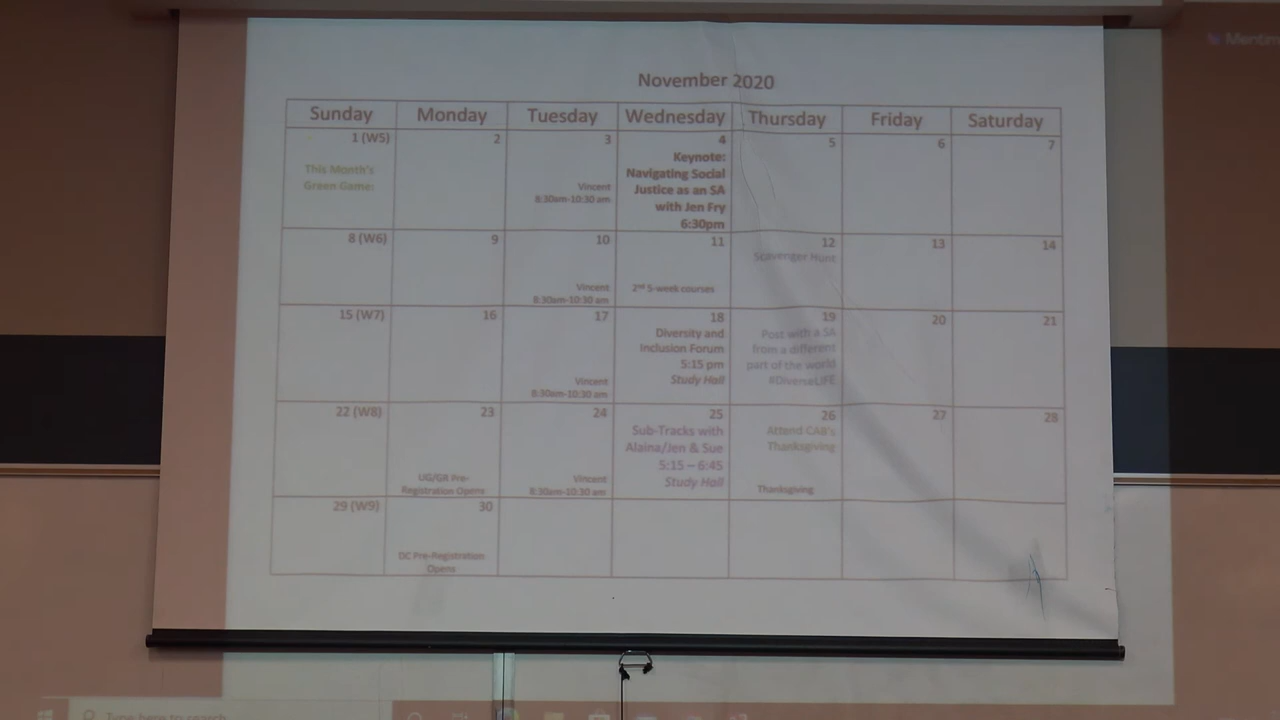 Mentim
November 2020
Sunday Monday Tuesday Wednesday Thursday Friday Saturday
1 (W5)
This Month's
Green Game:
2
3
Vincent
8:30am-10:30 am
4
Keynote:
Navigating Social
Justice as an SA
with Jen Fry
6:30pm
5
6
7
8 (W6)
9
10
Vincent
8:30am-10:30 am
11
2nd 5-week courses
12
Scavenger Hunt
13
14
15 (W7)
16
17
Vincent
8:30am-10:30 am
18
Diversity and
Inclusion Forum
5:15 pm
Study Hall
19
Post with a SA
from a different
part of the world
#DiverseLIFE
20
21
22 (W8)
23
UG/GR Pre-
Registration Opens
24
Vincent
8:30am-10:30 am
25
Sub-Tracks with
Alaina/Jen & Sue
5:15 – 6:45
Study Hall
26
Attend CAB's
Thanksgiving
Thanksgiving
27
28
29 (W9)
30
DC Pre-Registration
Opens
Type here to search